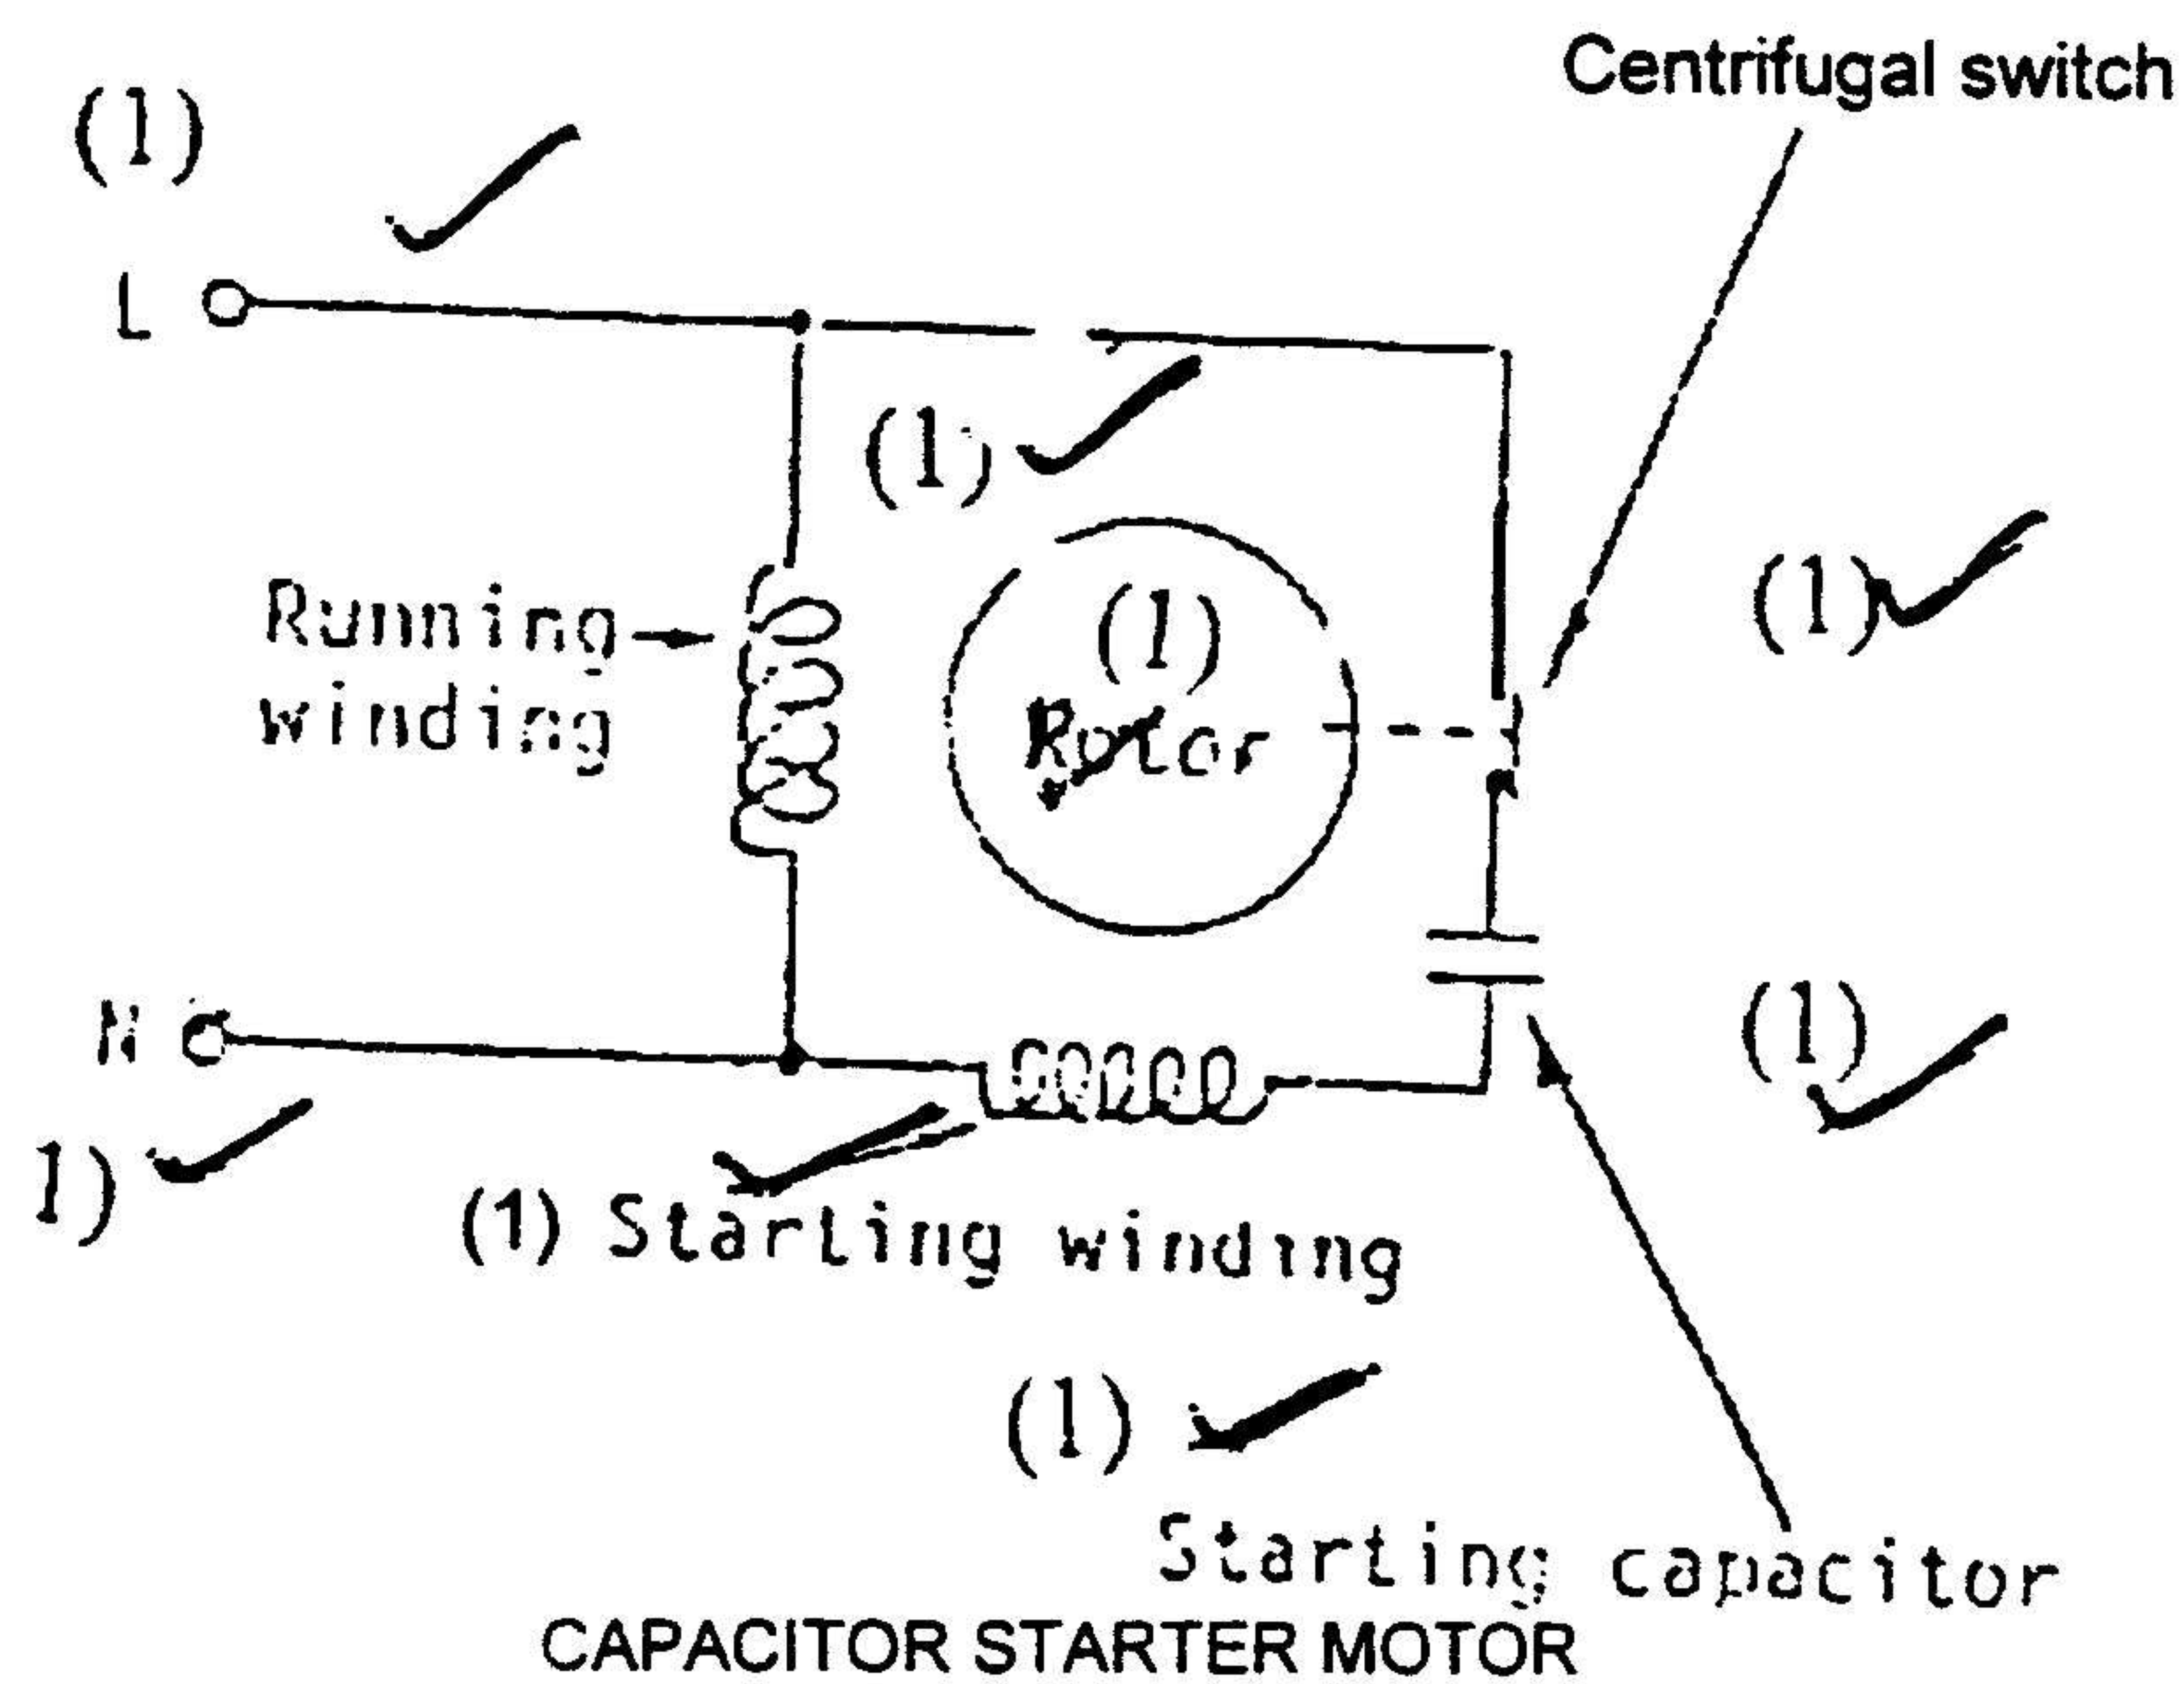 Centrifugal switch
(1)
L
(1)
Running
winding
(1)
Rotor
(1)
N
(1)
1)
(1) Starting winding
(1)
Starting capacitor
CAPACITOR STARTER MOTOR